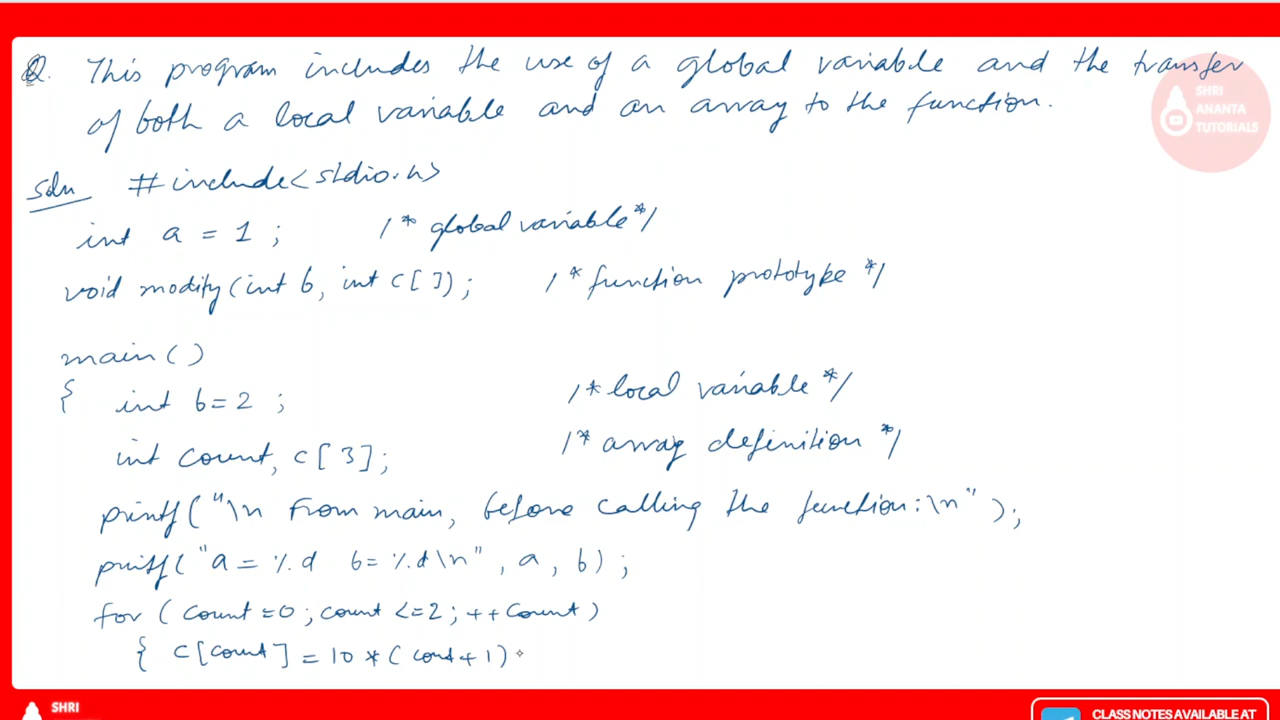 Q. This program includes the use of a global variable and the transfer
of both a local variable and an array to the function.
SHRI
ANANTA
TUTORIALS
Soln #include<stdio.h>
int a = 1 ; /* global variable */
void modify(int b, int c[ ]); /* function prototype */
main( )
{ int b=2 ; /* local variable */
int count, c[3]; /* array definition */
printf("\n From main, before calling the function:\n");
printf("a = %d b= %d\n", a, b);
for (count=0; count <=2; ++count)
{ c[count] = 10 * (cont+1)
SHRI
CLASS NOTES AVAILABLE AT